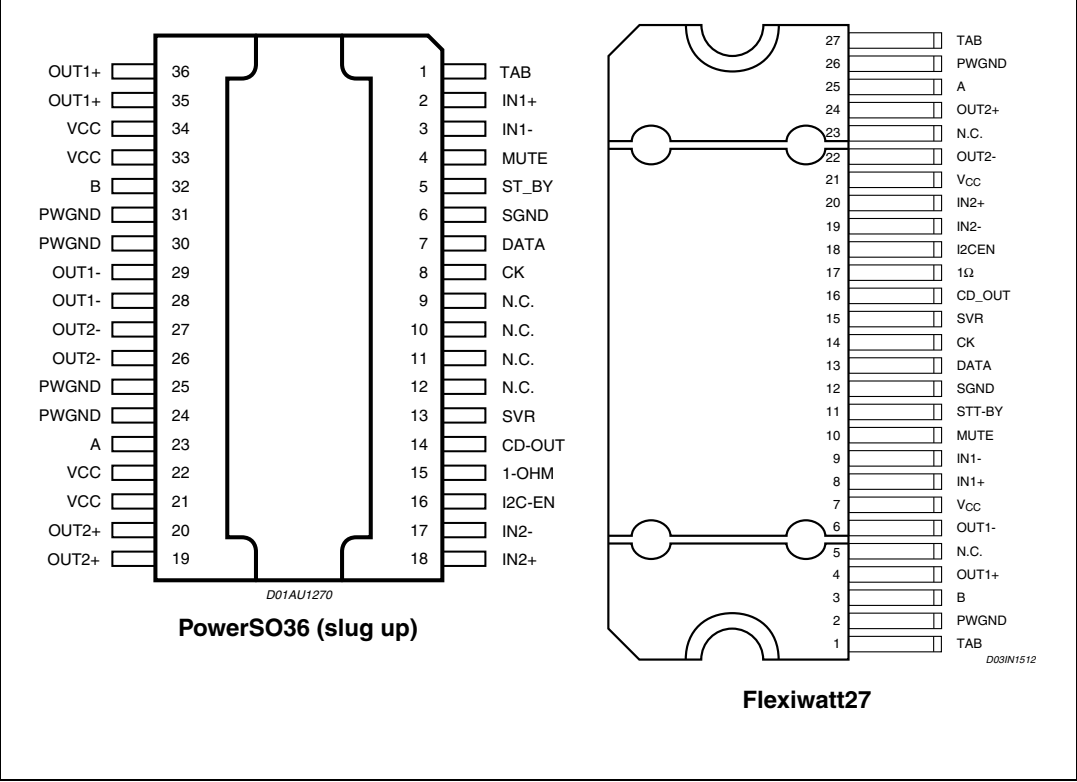 OUT1+ 36 1 TAB
OUT1+ 35 2 IN1+
VCC 34 3 IN1-
VCC 33 4 MUTE
B 32 5 ST_BY
PWGND 31 6 SGND
PWGND 30 7 DATA
OUT1- 29 8 CK
OUT1- 28 9 N.C.
OUT2- 27 10 N.C.
OUT2- 26 11 N.C.
PWGND 25 12 N.C.
PWGND 24 13 SVR
A 23 14 CD-OUT
VCC 22 15 1-OHM
VCC 21 16 I2C-EN
OUT2+ 20 17 IN2-
OUT2+ 19 18 IN2+
D01AU1270
PowerSO36 (slug up)
27 TAB
26 PWGND
25 A
24 OUT2+
23 N.C.
22 OUT2-
21 VCC
20 IN2+
19 IN2-
18 I2CEN
17 1Ω
16 CD_OUT
15 SVR
14 CK
13 DATA
12 SGND
11 STT-BY
10 MUTE
9 IN1-
8 IN1+
7 VCC
6 OUT1-
5 N.C.
4 OUT1+
3 B
2 PWGND
1 TAB
D03IN1512
Flexiwatt27